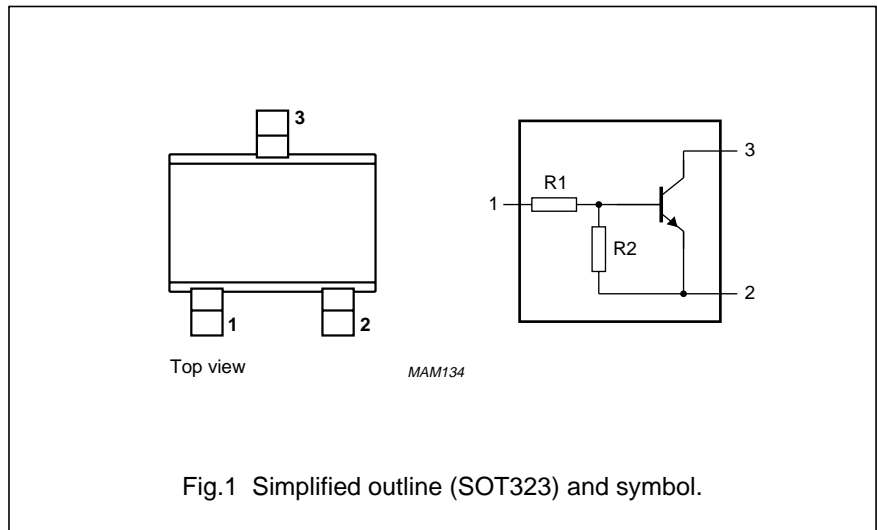 3
1
2
Top view
MAM134
1
R1
R2
3
2
Fig.1 Simplified outline (SOT323) and symbol.